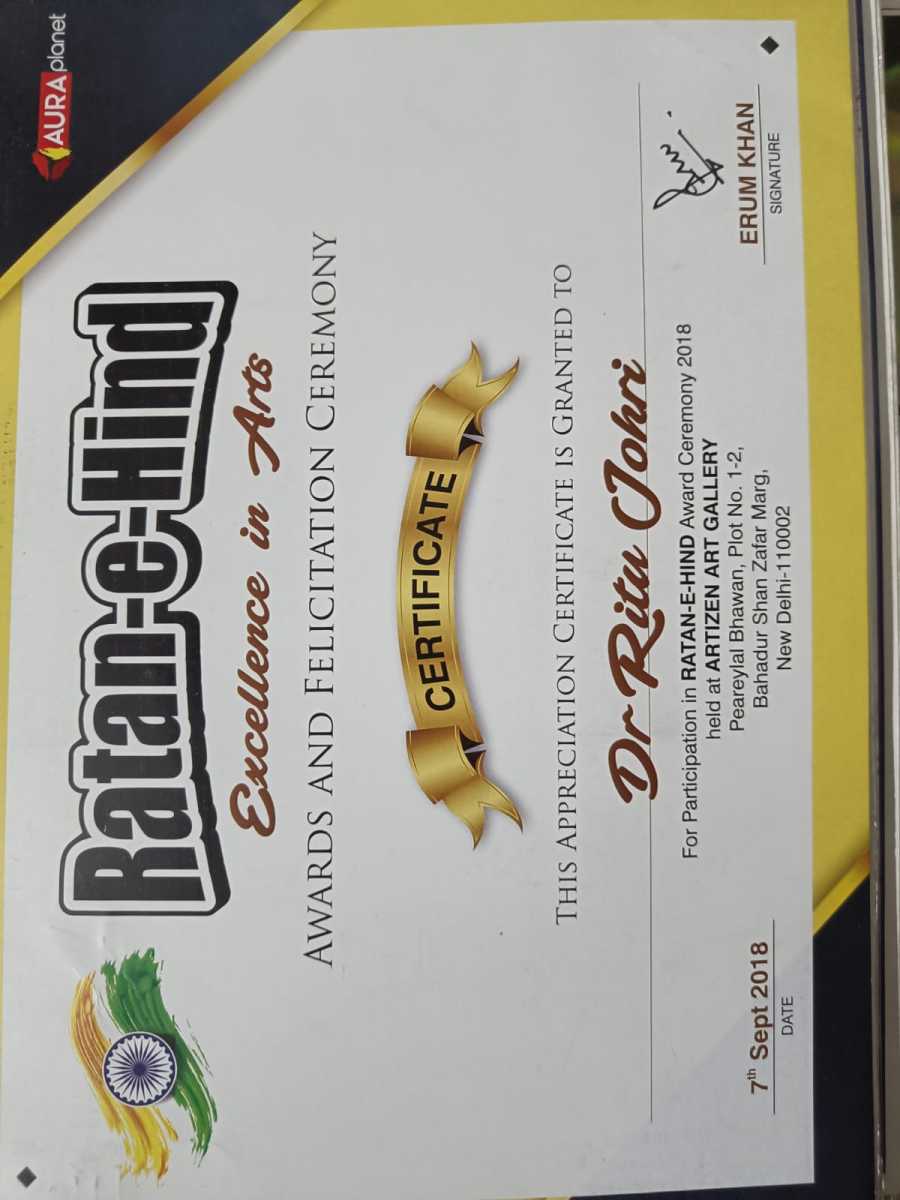 AURA planet
Ratan-e-Hind
Excellence in Arts
AWARDS AND FELICITATION CEREMONY
CERTIFICATE
THIS APPRECIATION CERTIFICATE IS GRANTED TO
Dr Ritu Johri
For Participation in RATAN-E-HIND Award Ceremony 2018
held at ARTIZEN ART GALLERY
Peareylal Bhawan, Plot No. 1-2,
Bahadur Shan Zafar Marg,
New Delhi-110002
7th Sept 2018
DATE
ERUM KHAN
SIGNATURE